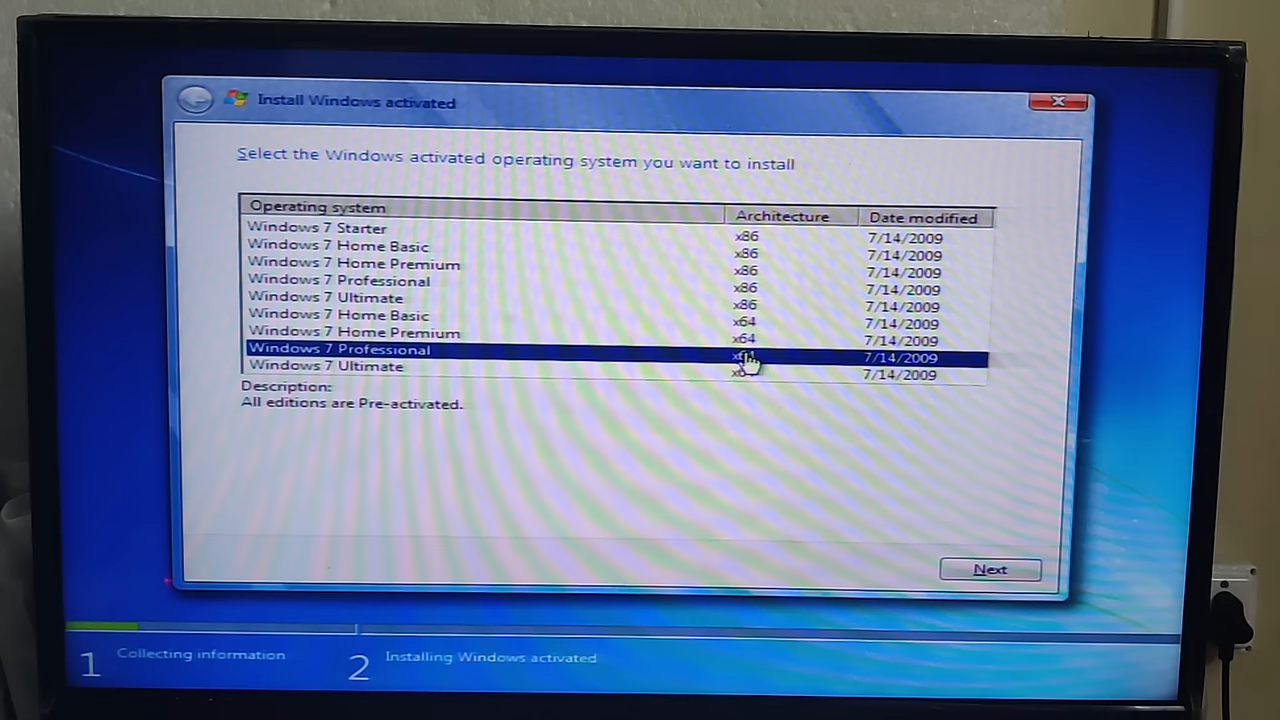 Install Windows activated
Select the Windows activated operating system you want to install
Operating system Architecture Date modified
Windows 7 Starter x86 7/14/2009
Windows 7 Home Basic x86 7/14/2009
Windows 7 Home Premium x86 7/14/2009
Windows 7 Professional x86 7/14/2009
Windows 7 Ultimate x86 7/14/2009
Windows 7 Home Basic x64 7/14/2009
Windows 7 Home Premium x64 7/14/2009
Windows 7 Professional 7/14/2009
Windows 7 Ultimate 7/14/2009
Description:
All editions are Pre-activated.
Next
1 Collecting information
2 Installing Windows activated